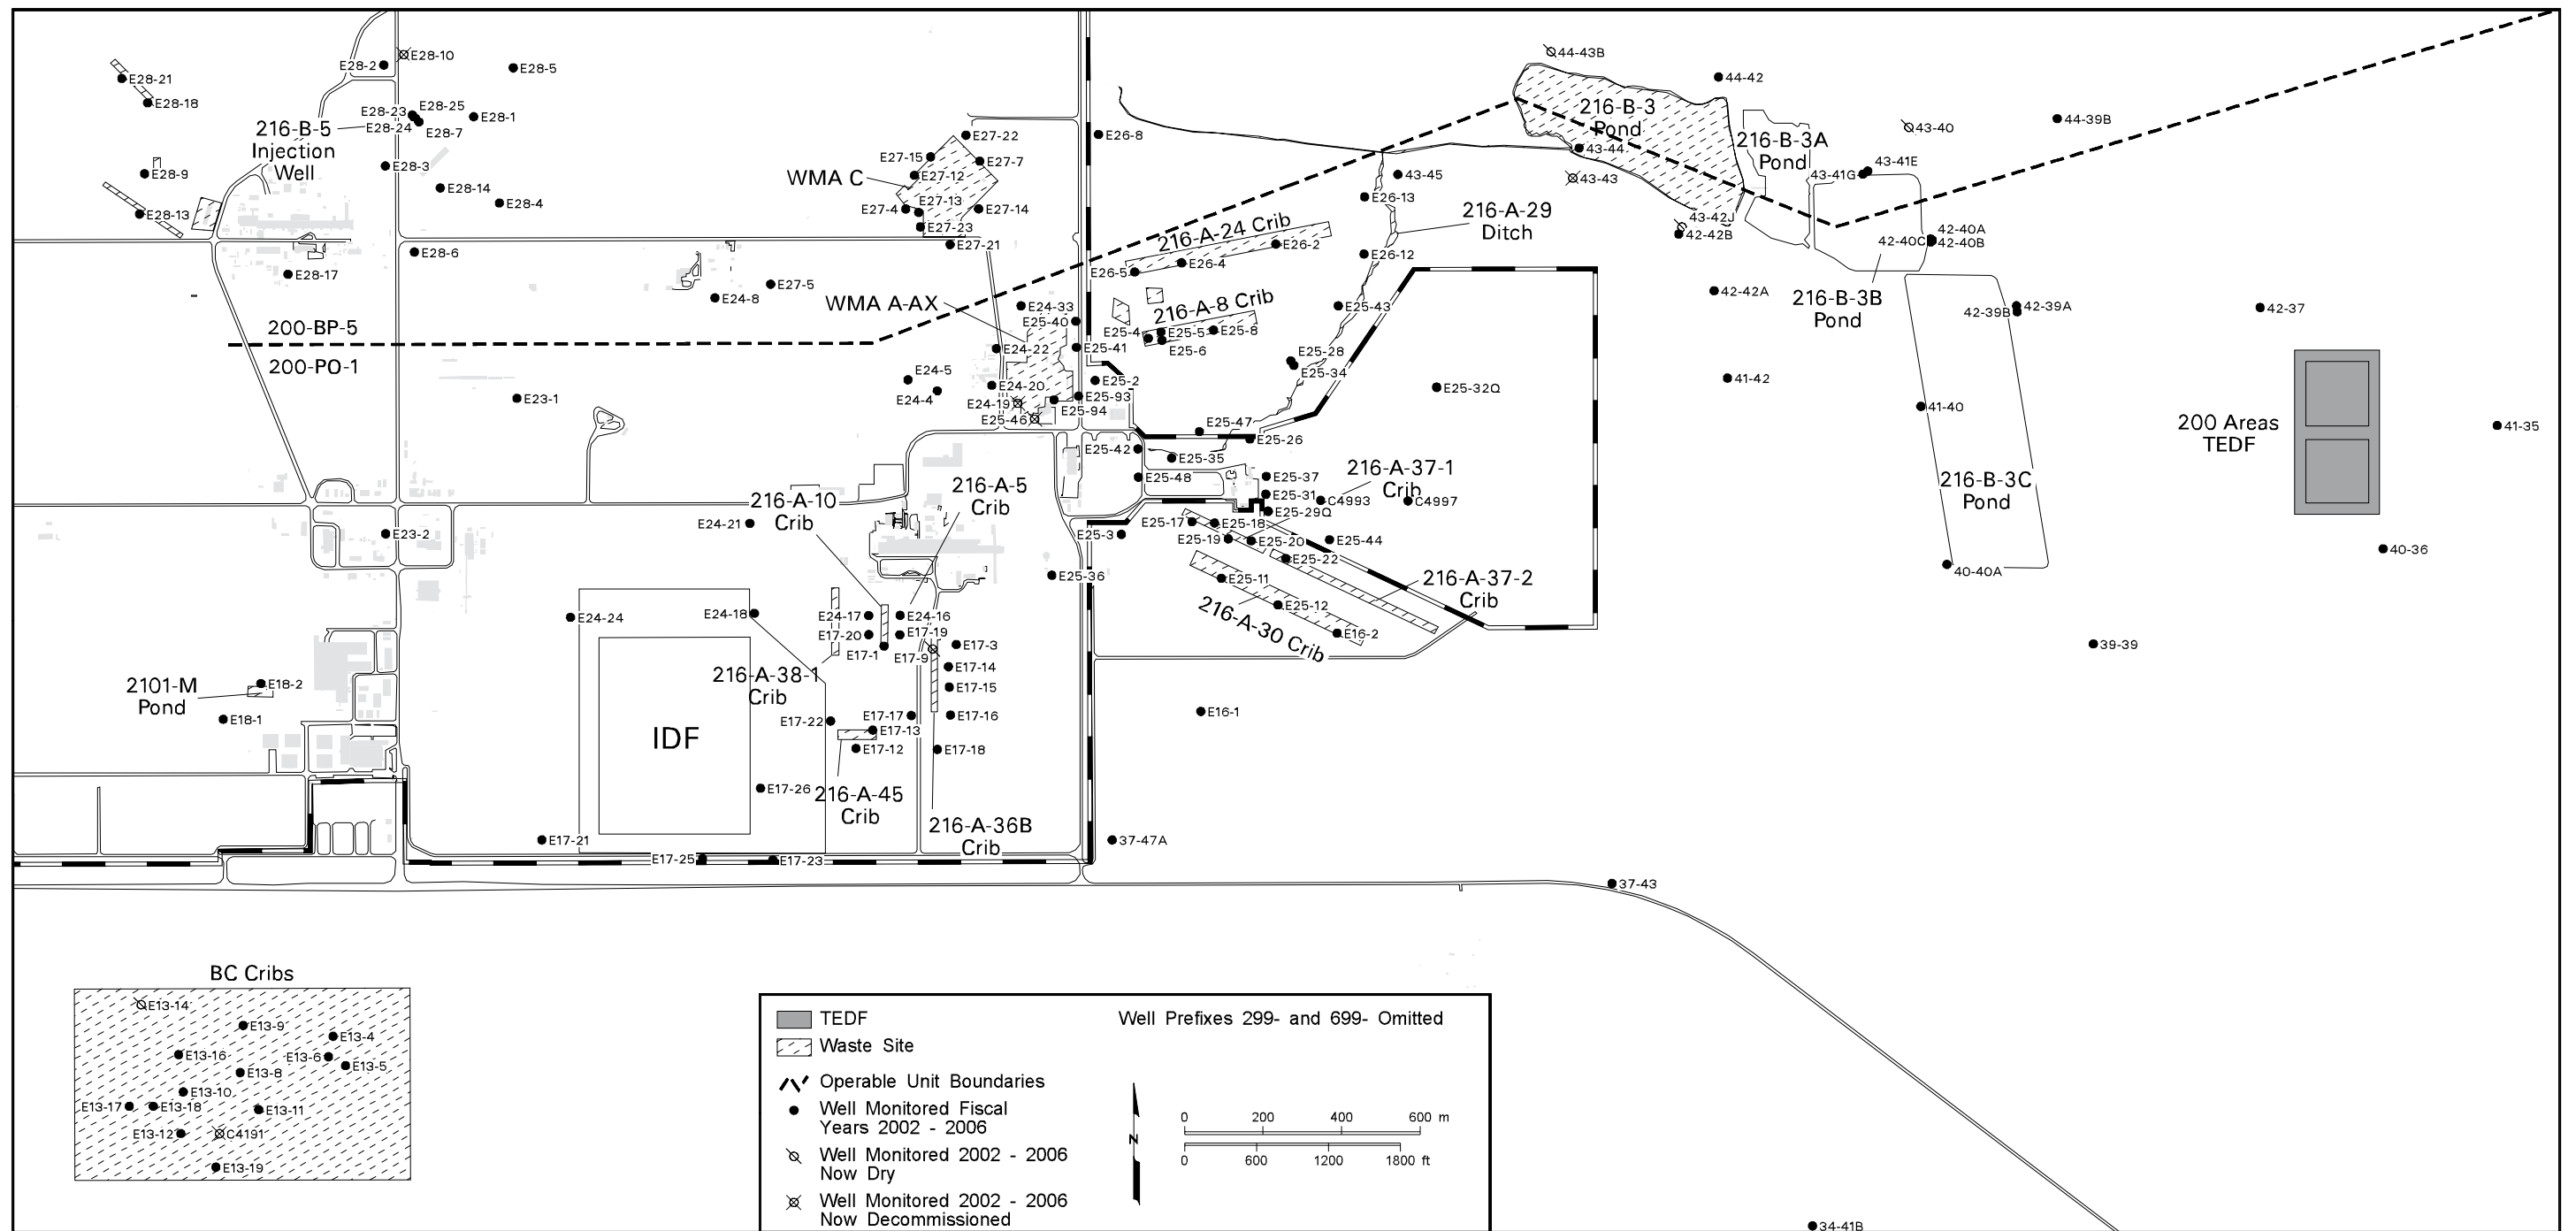 44-43B
E28-10
E28-2
E28-5
E28-21
44-42
E28-18
216-B-3
Pond
E28-25
E28-23
E28-1
E28-24
E28-7
216-B-5
Injection
Well
44-39B
43-40
E27-22
E26-8
216-B-3A
Pond
43-44
E27-15
E27-7
43-41E
43-41G
E28-3
E28-9
WMA C
E27-12
43-45
43-43
E28-14
E28-4
E26-13
E27-13
E27-4
E27-14
E28-13
216-A-29
Ditch
43-42J
42-42B
E27-23
216-A-24 Crib
42-40A
42-40C
42-40B
E27-21
E26-2
E28-6
E26-12
E26-4
E26-5
E28-17
E27-5
42-42A
E24-8
216-B-3B
Pond
WMA A-AX
216-A-8 Crib
E24-33
E25-43
42-39A
42-39B
42-37
E25-40
200-BP-5
E25-4
E25-5
E25-8
E24-22
E25-41
E25-6
E25-28
200-PO-1
E25-34
E24-5
E25-2
41-42
E24-20
E25-32Q
E24-4
E23-1
E24-19
E25-93
E25-94
41-40
E25-46
E25-47
200 Areas
TEDF
41-35
E25-26
E25-42
E25-35
216-A-37-1
Crib
E25-48
E25-37
216-A-5
Crib
216-B-3C
Pond
E25-31
C4993
C4997
216-A-10
Crib
E25-29Q
E24-21
E25-17
E25-18
E23-2
E25-3
E25-19
E25-20
E25-44
40-36
E25-22
40-40A
E25-36
E25-11
216-A-37-2
Crib
E25-12
216-A-30 Crib
E24-24
E24-18
E24-17
E24-16
E17-20
E17-19
E16-2
E17-1
E17-9
E17-3
39-39
E17-14
216-A-38-1
Crib
E17-15
2101-M
Pond
E18-2
E16-1
E18-1
E17-22
E17-17
E17-16
E17-13
IDF
E17-12
E17-18
E17-26
216-A-45
Crib
216-A-36B
Crib
E17-21
37-47A
E17-25
E17-23
37-43
BC Cribs
E13-14
E13-9
E13-4
E13-16
E13-6
E13-5
E13-8
E13-10
E13-17
E13-18
E13-11
E13-12
C4191
E13-19
TEDF
Well Prefixes 299- and 699- Omitted
Waste Site
Operable Unit Boundaries
Well Monitored Fiscal
Years 2002 - 2006
Well Monitored 2002 - 2006
Now Dry
Well Monitored 2002 - 2006
Now Decommissioned
N
0 200 400 600 m
0 600 1200 1800 ft
34-41B